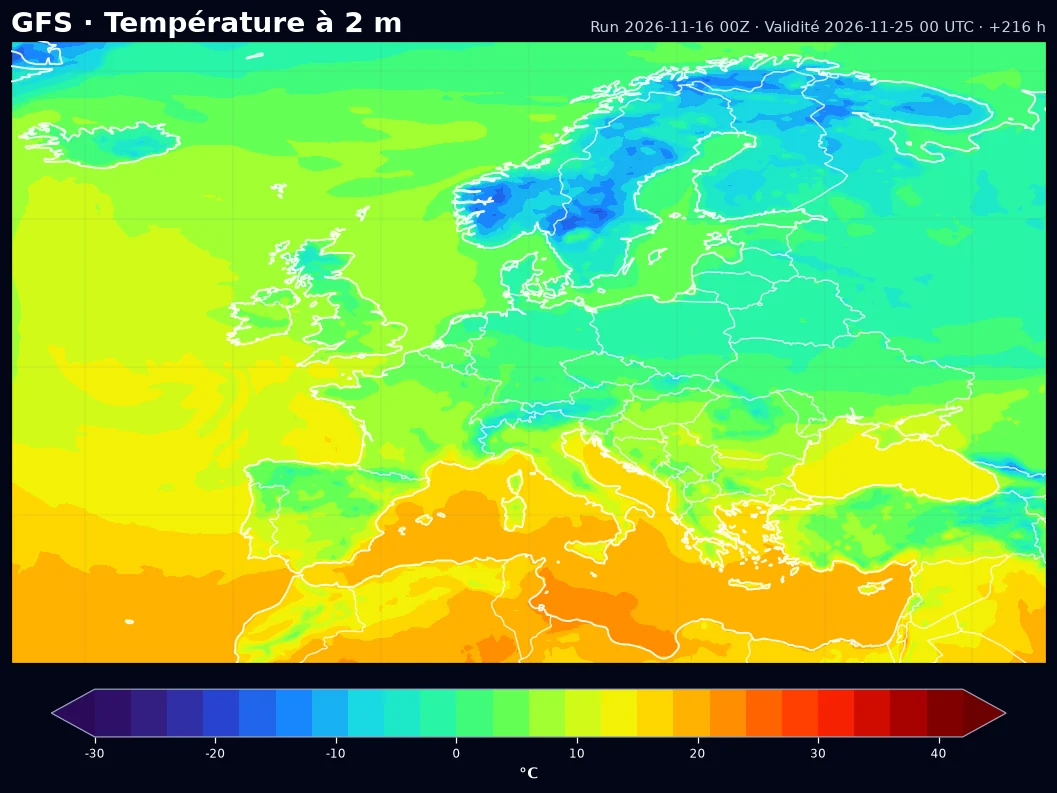 GFS · Température à 2 m
Run 2026-11-16 00Z · Validité 2026-11-25 00 UTC · +216 h
-30 -20 -10 0 10 20 30 40
°C